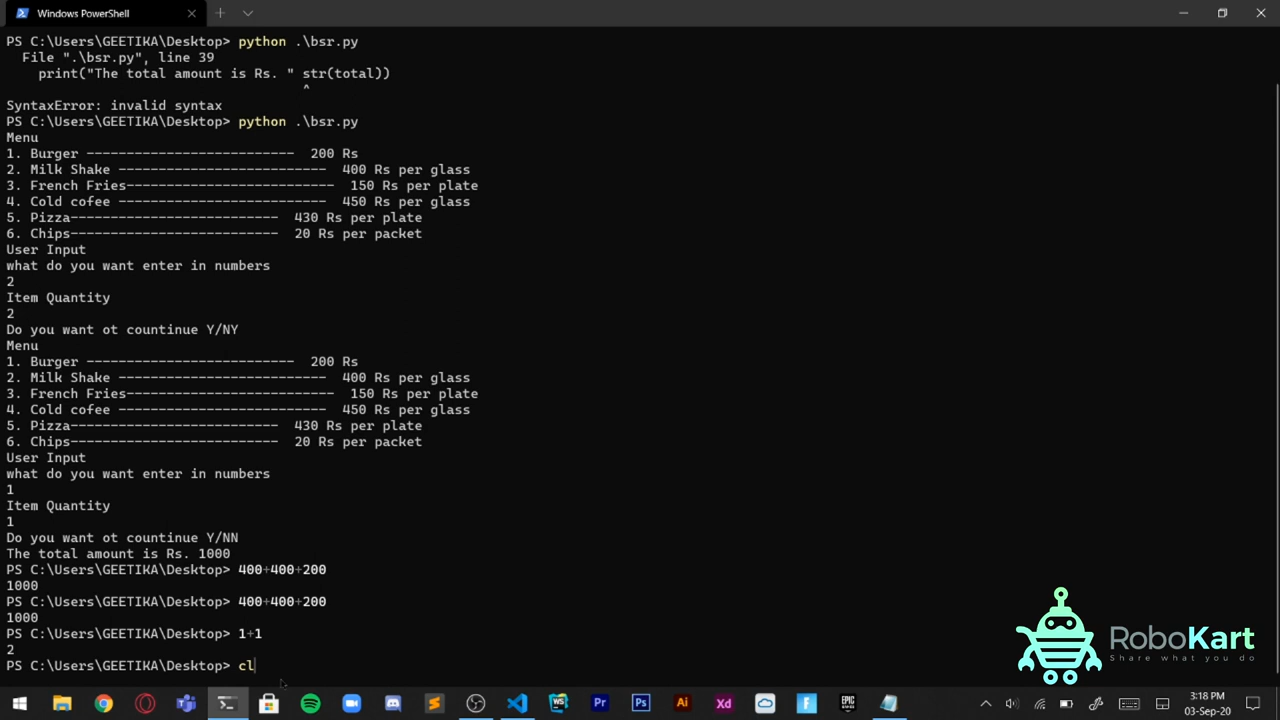 Windows PowerShell
PS C:\Users\GEETIKA\Desktop> python .\bsr.py
File ".\bsr.py", line 39
print("The total amount is Rs. " str(total))
^
SyntaxError: invalid syntax
PS C:\Users\GEETIKA\Desktop> python .\bsr.py
Menu
1. Burger -------------------------- 200 Rs
2. Milk Shake -------------------------- 400 Rs per glass
3. French Fries-------------------------- 150 Rs per plate
4. Cold cofee -------------------------- 450 Rs per glass
5. Pizza-------------------------- 430 Rs per plate
6. Chips-------------------------- 20 Rs per packet
User Input
what do you want enter in numbers
2
Item Quantity
2
Do you want ot countinue Y/NY
Menu
1. Burger -------------------------- 200 Rs
2. Milk Shake -------------------------- 400 Rs per glass
3. French Fries-------------------------- 150 Rs per plate
4. Cold cofee -------------------------- 450 Rs per glass
5. Pizza-------------------------- 430 Rs per plate
6. Chips-------------------------- 20 Rs per packet
User Input
what do you want enter in numbers
1
Item Quantity
1
Do you want ot countinue Y/NN
The total amount is Rs. 1000
PS C:\Users\GEETIKA\Desktop> 400+400+200
1000
PS C:\Users\GEETIKA\Desktop> 400+400+200
1000
PS C:\Users\GEETIKA\Desktop> 1+1
2
PS C:\Users\GEETIKA\Desktop> cl
RoboKart
Share what you do
WS
Pr
Ps
Ai
Xd
F
EPIC GAMES
3:18 PM
03-Sep-20